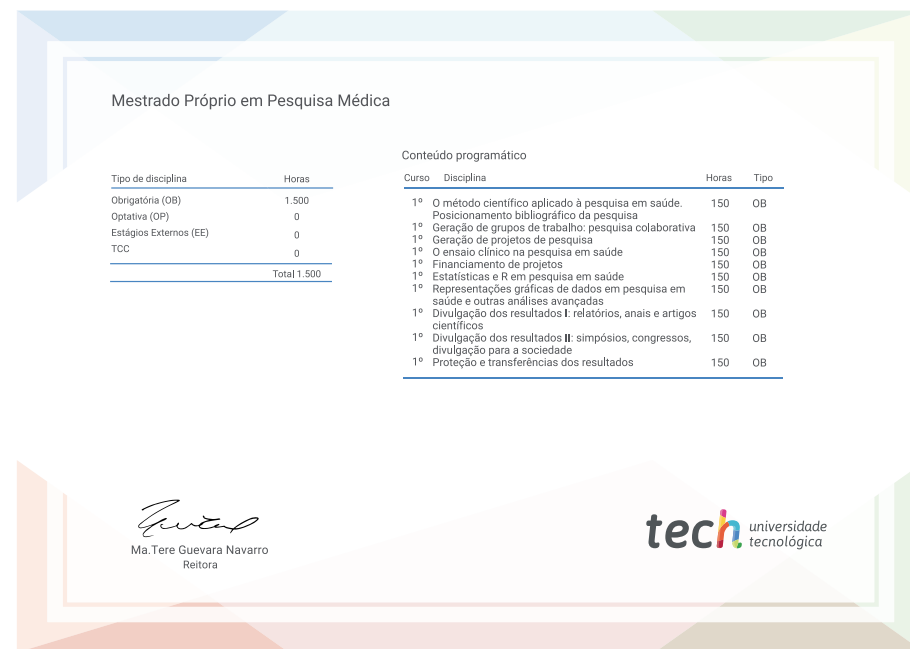 Mestrado Próprio em Pesquisa Médica
Tipo de disciplina Horas
Obrigatória (OB) 1.500
Optativa (OP) 0
Estágios Externos (EE) 0
TCC 0
Total 1.500
Conteúdo programático
Curso Disciplina Horas Tipo
1º O método científico aplicado à pesquisa em saúde. 150 OB
Posicionamento bibliográfico da pesquisa
1º Geração de grupos de trabalho: pesquisa colaborativa 150 OB
1º Geração de projetos de pesquisa 150 OB
1º O ensaio clínico na pesquisa em saúde 150 OB
1º Financiamento de projetos 150 OB
1º Estatísticas e R em pesquisa em saúde 150 OB
1º Representações gráficas de dados em pesquisa em 150 OB
saúde e outras análises avançadas
1º Divulgação dos resultados I: relatórios, anais e artigos 150 OB
científicos
1º Divulgação dos resultados II: simpósios, congressos, 150 OB
divulgação para a sociedade
1º Proteção e transferências dos resultados 150 OB
Ma.Tere Guevara Navarro
Reitora
tech universidade
tecnológica